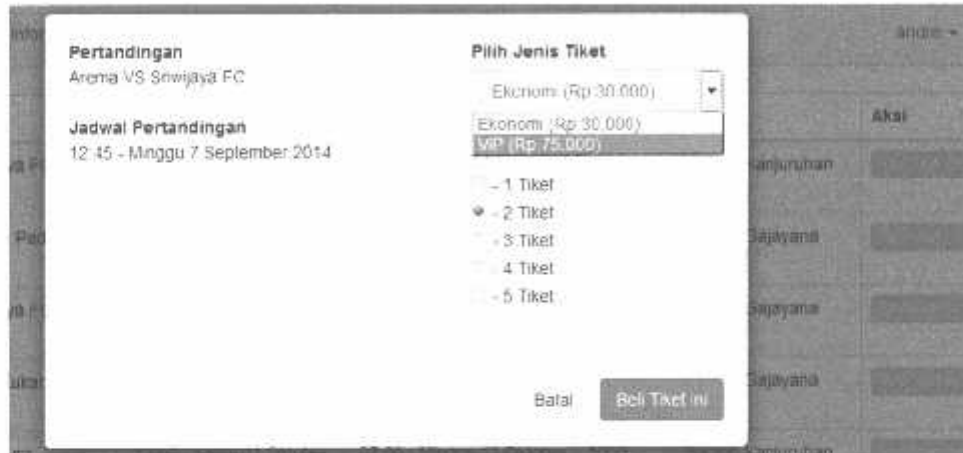 andre
Pertandingan
Arema VS Sriwijaya FC
Jadwal Pertandingan
12:45 - Minggu 7 September 2014
Pilih Jenis Tiket
Ekonomi (Rp 30.000)
Ekonomi (Rp 30.000)
VIP (Rp 75.000)
- 1 Tiket
- 2 Tiket
- 3 Tiket
- 4 Tiket
- 5 Tiket
Batal
Beli Tiket ini
Aksi
Kanjuruhan
Gajayana
Gajayana
Gajayana
Kanjuruhan